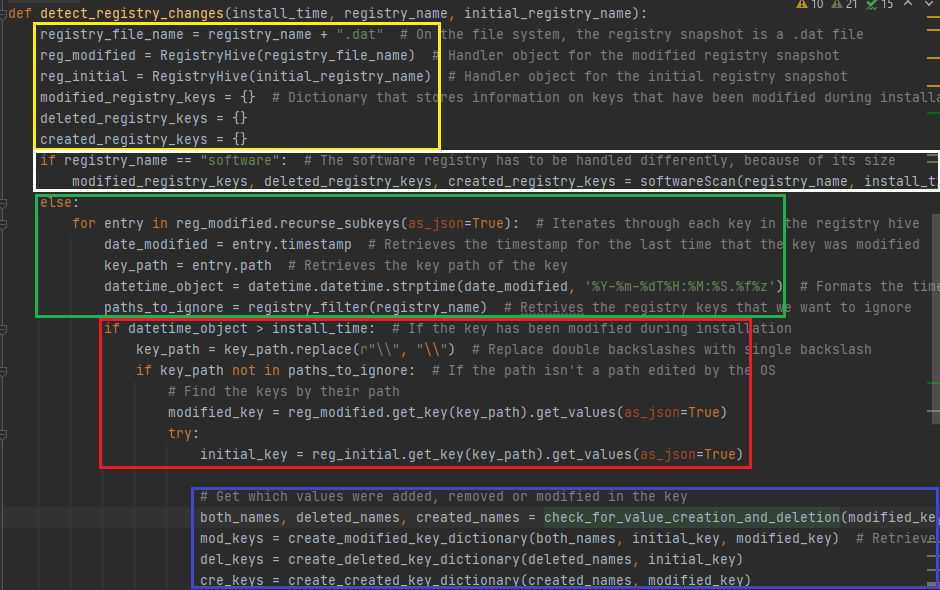 10 21 15
def detect_registry_changes(install_time, registry_name, initial_registry_name):
registry_file_name = registry_name + ".dat" # On the file system, the registry snapshot is a .dat file
reg_modified = RegistryHive(registry_file_name) # Handler object for the modified registry snapshot
reg_initial = RegistryHive(initial_registry_name) # Handler object for the initial registry snapshot
modified_registry_keys = {} # Dictionary that stores information on keys that have been modified during installa
deleted_registry_keys = {}
created_registry_keys = {}
if registry_name == "software": # The software registry has to be handled differently, because of its size
modified_registry_keys, deleted_registry_keys, created_registry_keys = softwareScan(registry_name, install_t
else:
for entry in reg_modified.recurse_subkeys(as_json=True): # Iterates through each key in the registry hive
date_modified = entry.timestamp # Retrieves the timestamp for the last time that the key was modified
key_path = entry.path # Retrieves the key path of the key
datetime_object = datetime.datetime.strptime(date_modified, '%Y-%m-%dT%H:%M:%S.%f%z') # Formats the time
paths_to_ignore = registry_filter(registry_name) # Retrives the registry keys that we want to ignore
if datetime_object > install_time: # If the key has been modified during installation
key_path = key_path.replace(r"\\", "\\") # Replace double backslashes with single backslash
if key_path not in paths_to_ignore: # If the path isn't a path edited by the OS
# Find the keys by their path
modified_key = reg_modified.get_key(key_path).get_values(as_json=True)
try:
initial_key = reg_initial.get_key(key_path).get_values(as_json=True)
# Get which values were added, removed or modified in the key
both_names, deleted_names, created_names = check_for_value_creation_and_deletion(modified_ke
mod_keys = create_modified_key_dictionary(both_names, initial_key, modified_key) # Retrieve
del_keys = create_deleted_key_dictionary(deleted_names, initial_key)
cre_keys = create_created_key_dictionary(created_names, modified_key)